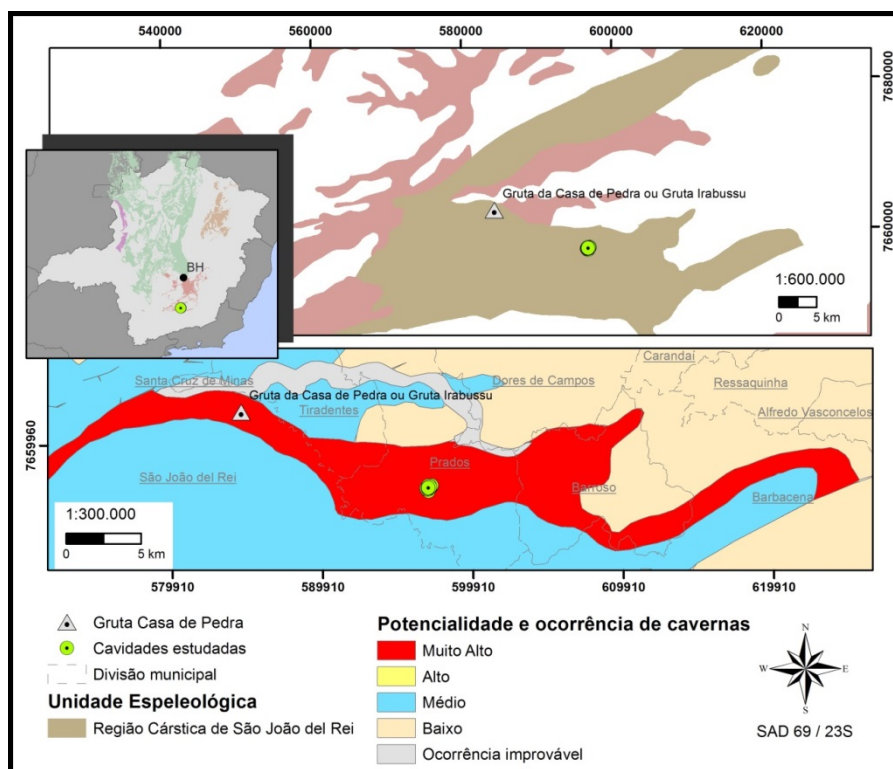 540000
560000
580000
600000
620000
7680000
7660000
Gruta da Casa de Pedra ou Gruta Irabussu
BH
1:600.000
0 5 km
Santa Cruz de Minas
Gruta da Casa de Pedra ou Gruta Irabussu
Tiradentes
Dores de Campos
Carandaí
Ressaquinha
Alfredo Vasconcelos
7659960
São João del Rei
Prados
Barroso
Barbacena
1:300.000
0 5 km
579910
589910
599910
609910
619910
Gruta Casa de Pedra
Cavidades estudadas
Divisão municipal
Unidade Espeleológica
Região Cárstica de São João del Rei
Potencialidade e ocorrência de cavernas
Muito Alto
Alto
Médio
Baixo
Ocorrência improvável
N
W
E
S
SAD 69 / 23S